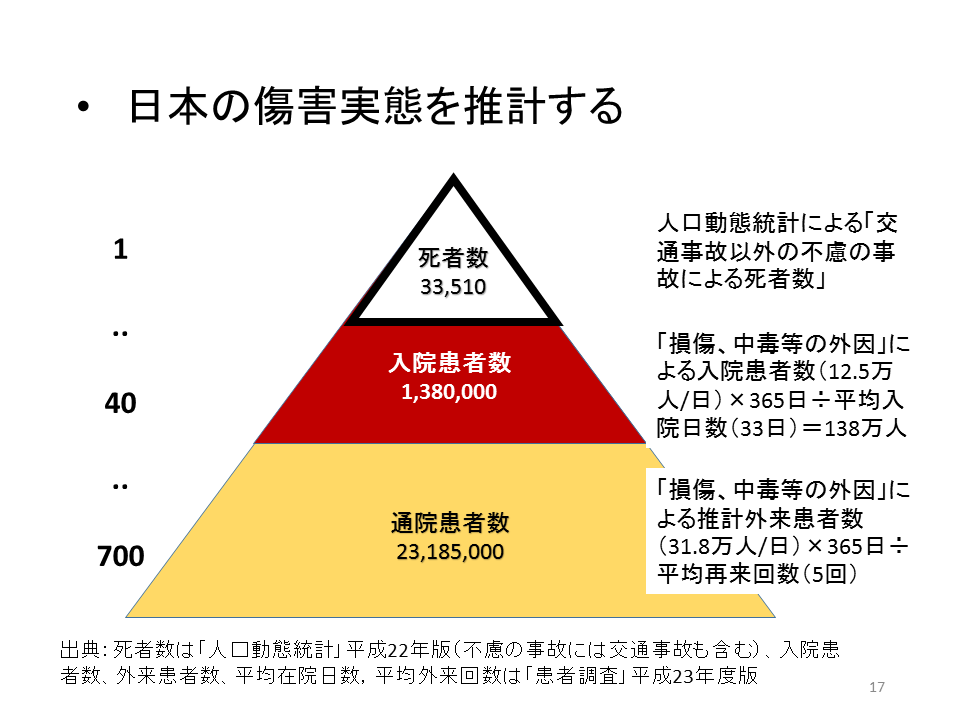 • 日本の傷害実態を推計する
1
..
40
..
700
死者数
33,510
入院患者数
1,380,000
通院患者数
23,185,000
人口動態統計による「交
通事故以外の不慮の事
故による死者数」
「損傷、中毒等の外因」に
よる入院患者数（12.5万
人/日）×365日÷平均入
院日数（33日）＝138万人
「損傷、中毒等の外因」に
よる推計外来患者数
（31.8万人/日）×365日÷
平均再来回数（5回）
出典：死者数は「人口動態統計」平成22年版（不慮の事故には交通事故も含む）、入院患
者数、外来患者数、平均在院日数，平均外来回数は「患者調査」平成23年度版
17